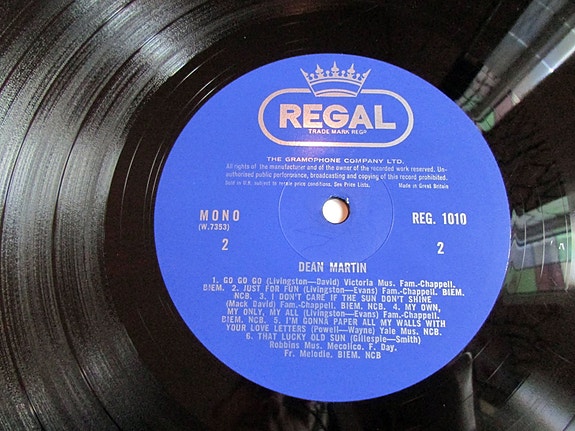 REGAL
TRADE MARK REGD
THE GRAMOPHONE COMPANY LTD.
All rights of the manufacturer and of the owner of the recorded work reserved. Un-
authorised public performance, broadcasting and copying of this record prohibited.
Sold in U.K. subject to resale price conditions. See Price Lists. Made in Great Britain
MONO REG. 1010
(W.7353)
2 2
DEAN MARTIN
1. GO GO GO (Livingston—David) Victoria Mus. Fam.-Chappell.
BIEM. 2. JUST FOR FUN (Livingston—Evans) Fam.-Chappell. BIEM.
NCB. 3. I DON'T CARE IF THE SUN DON'T SHINE
(Mack David) Fam.-Chappell. BIEM. NCB. 4. MY OWN,
MY ONLY, MY ALL (Livingston—Evans) Fam.-Chappell.
BIEM. NCB. 5. I'M GONNA PAPER ALL MY WALLS WITH
YOUR LOVE LETTERS (Powell—Wayne) Yale Mus. NCB.
6. THAT LUCKY OLD SUN (Gillespie—Smith)
Robbins Mus. Mecolico. F. Day.
Fr. Melodie. BIEM. NCB